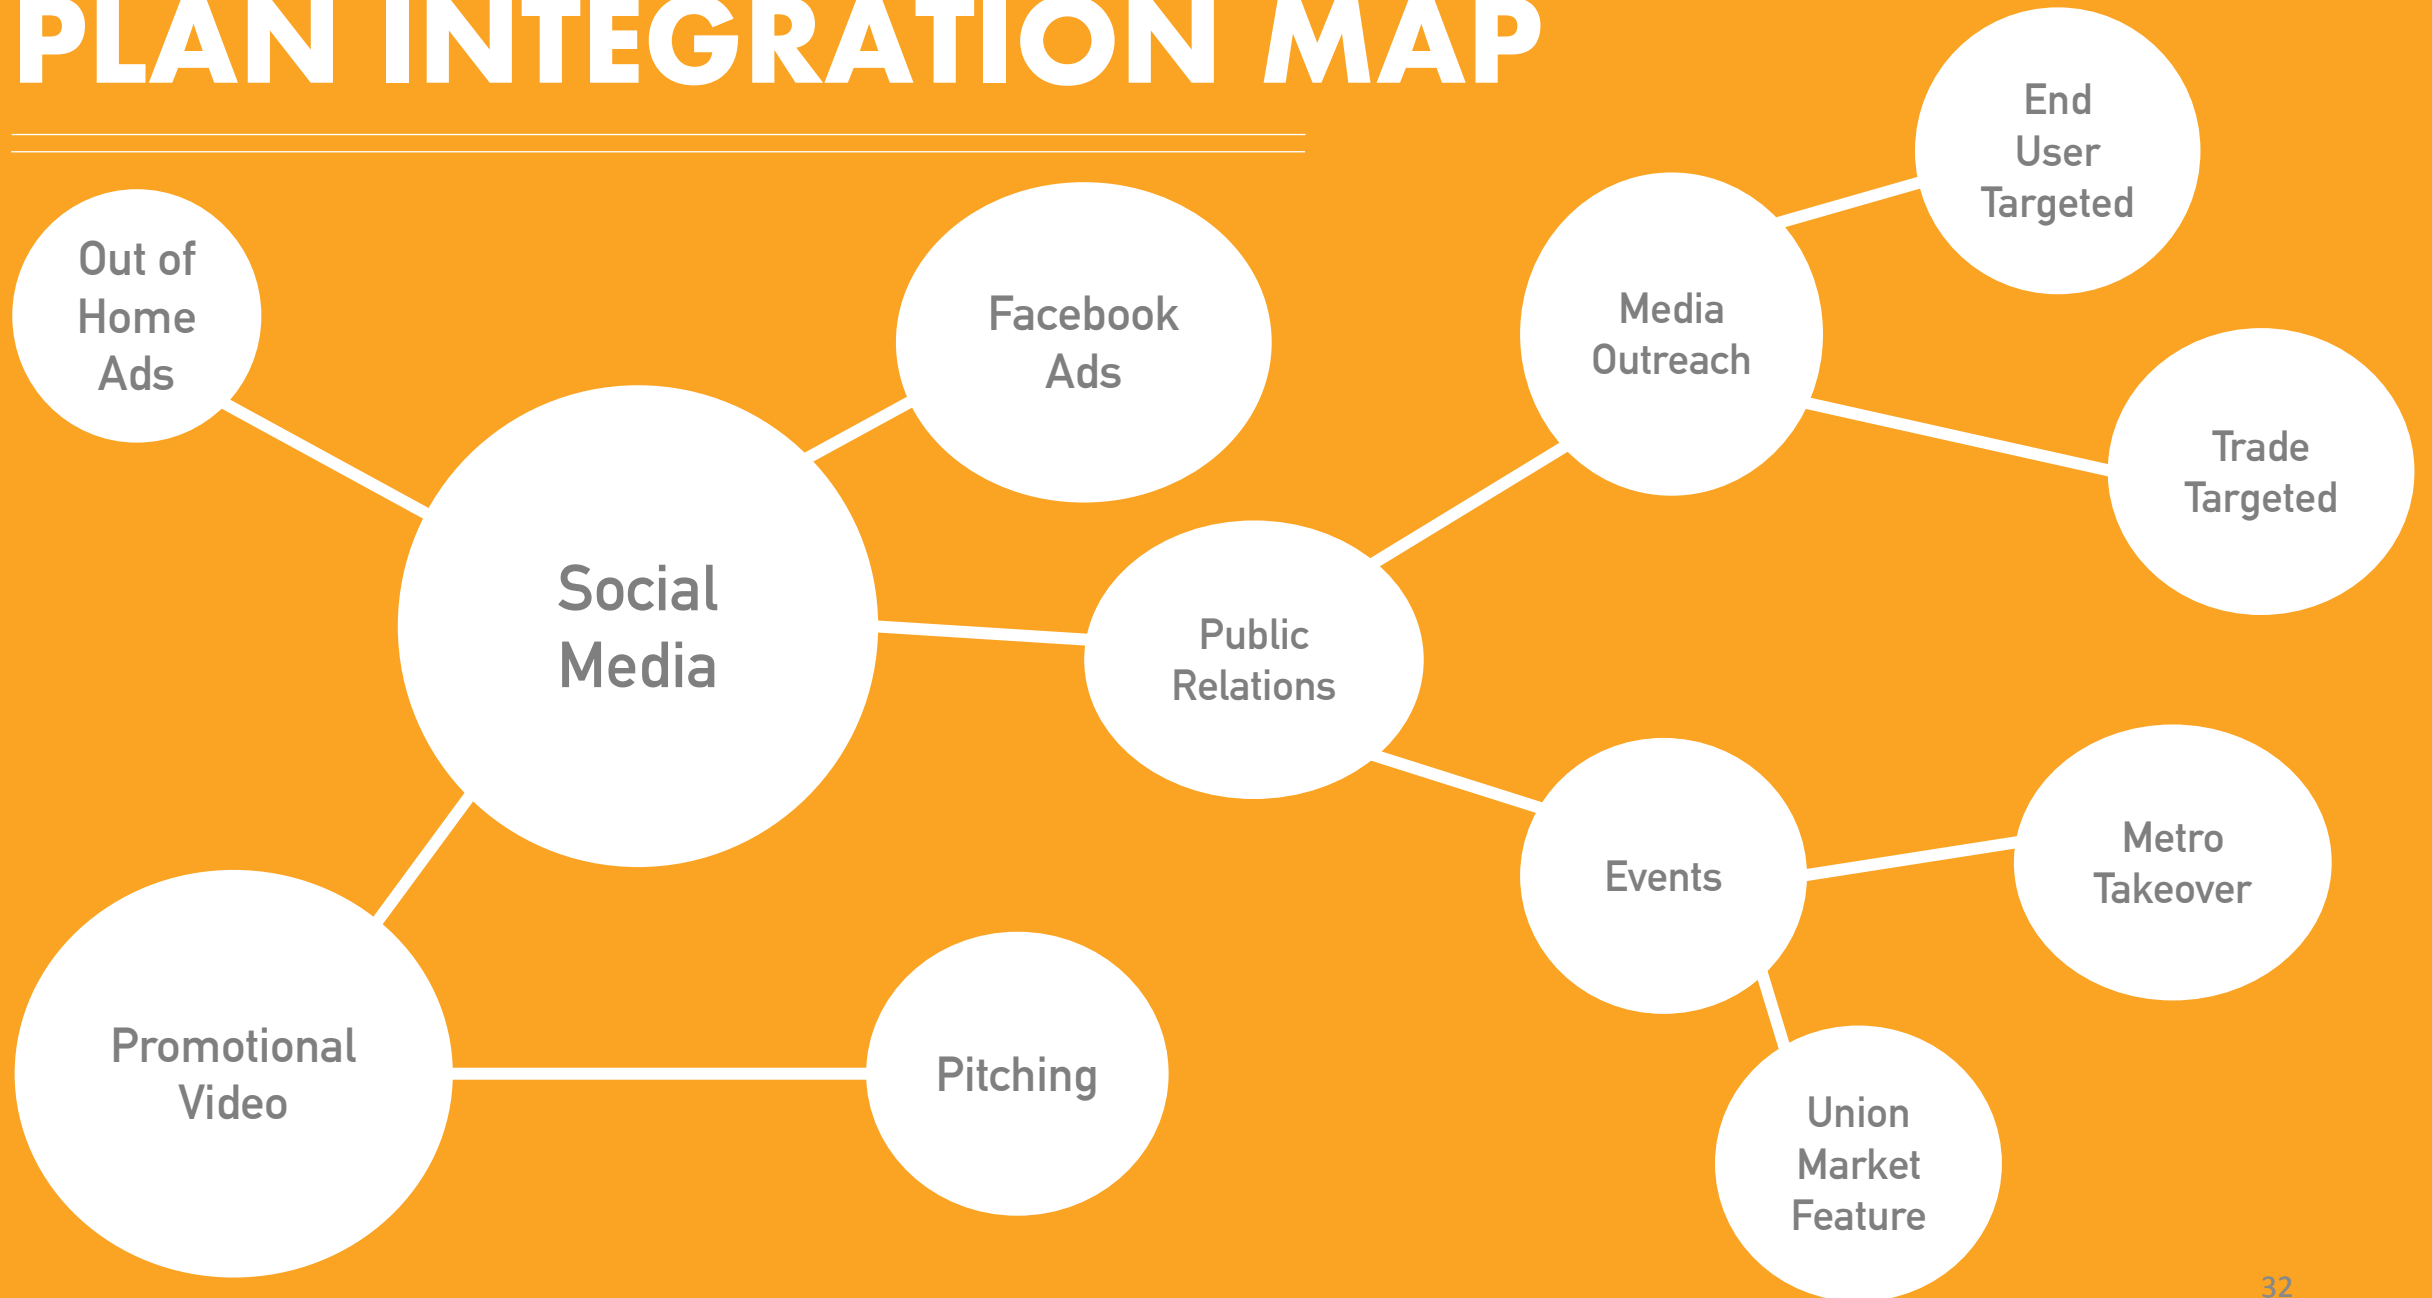 PLAN INTEGRATION MAP
Out of
Home
Ads
Facebook
Ads
Social
Media
Promotional
Video
Pitching
Public
Relations
Media
Outreach
End
User
Targeted
Trade
Targeted
Events
Metro
Takeover
Union
Market
Feature
32